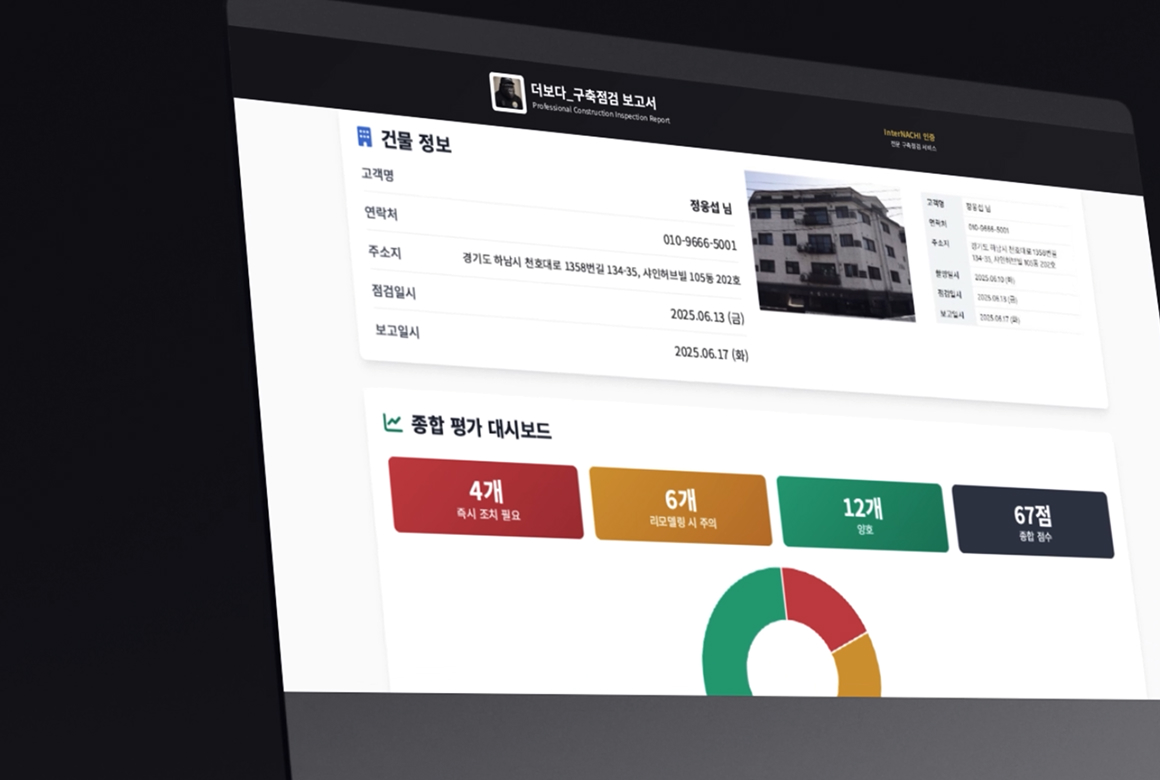 더보다_구축점검 보고서
Professional Construction Inspection Report
InterNACHI 인증
전문 구축점검 서비스
건물 정보
고객명
정웅섭 님
연락처
010-9666-5001
주소지
경기도 하남시 천호대로 1358번길 134-35, 샤인허브빌 105동 202호
점검일시
2025.06.13 (금)
보고일시
2025.06.17 (화)
고객명 정웅섭 님
연락처 010-9666-5001
주소지 경기도 하남시 천호대로 1358번길
134-35, 샤인허브빌 105동 202호
2025.06.10 (화)
점검일시 2025.06.13 (금)
보고일시 2025.06.17 (화)
종합 평가 대시보드
4개
즉시 조치 필요
6개
리모델링 시 주의
12개
양호
67점
종합 점수